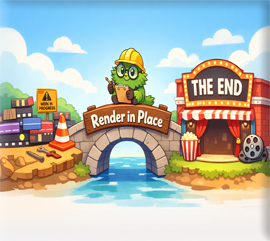 WORK IN
PROGRESS
Render in Place
THE END